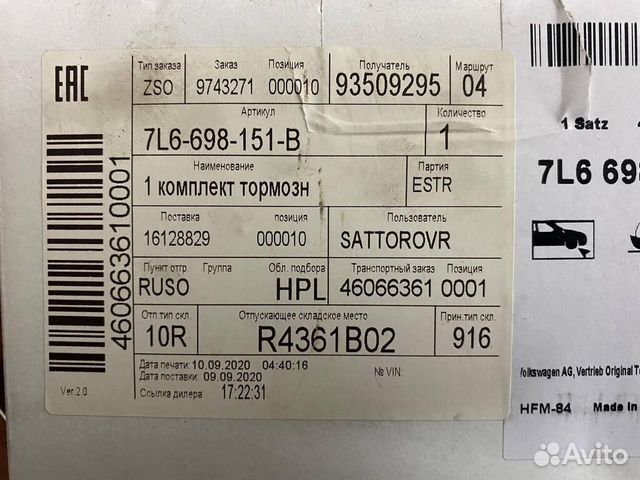 EAC
Тип заказа Заказ Позиция Получатель Маршрут
ZSO 9743271 000010 93509295 04
Артикул Количество
7L6-698-151-B 1
Наименование Партия
1 комплект тормозн ESTR
Поставка позиция Пользователь
16128829 000010 SATTOROVR
Пункт отгр. Группа Обл. подбора Транспортный заказ Позиция
RUSO HPL 46066361 0001
Отп.тип скл. Отпускающее складское место Прин.тип скл.
10R R4361B02 916
Дата печати: 10.09.2020 04:40:16
Дата поставки: 09.09.2020
№ VIN:
Ссылка дилера 17:22:31
Ver.2.0
460663610001
1 Satz
7L6 698
Volkswagen AG, Vertrieb Original T
HFM-84 Made in
Avito